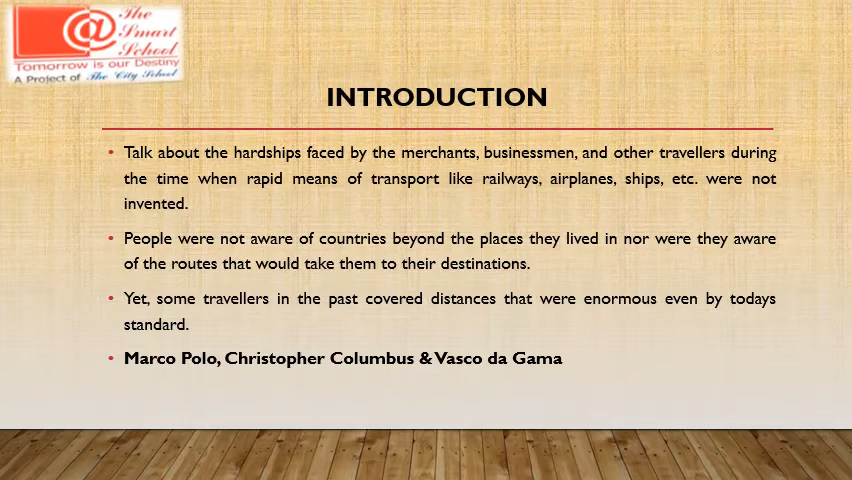 The
Smart
School
Tomorrow is our Destiny
A Project of The City School
INTRODUCTION
• Talk about the hardships faced by the merchants, businessmen, and other travellers during
the time when rapid means of transport like railways, airplanes, ships, etc. were not
invented.
• People were not aware of countries beyond the places they lived in nor were they aware
of the routes that would take them to their destinations.
• Yet, some travellers in the past covered distances that were enormous even by todays
standard.
• Marco Polo, Christopher Columbus & Vasco da Gama